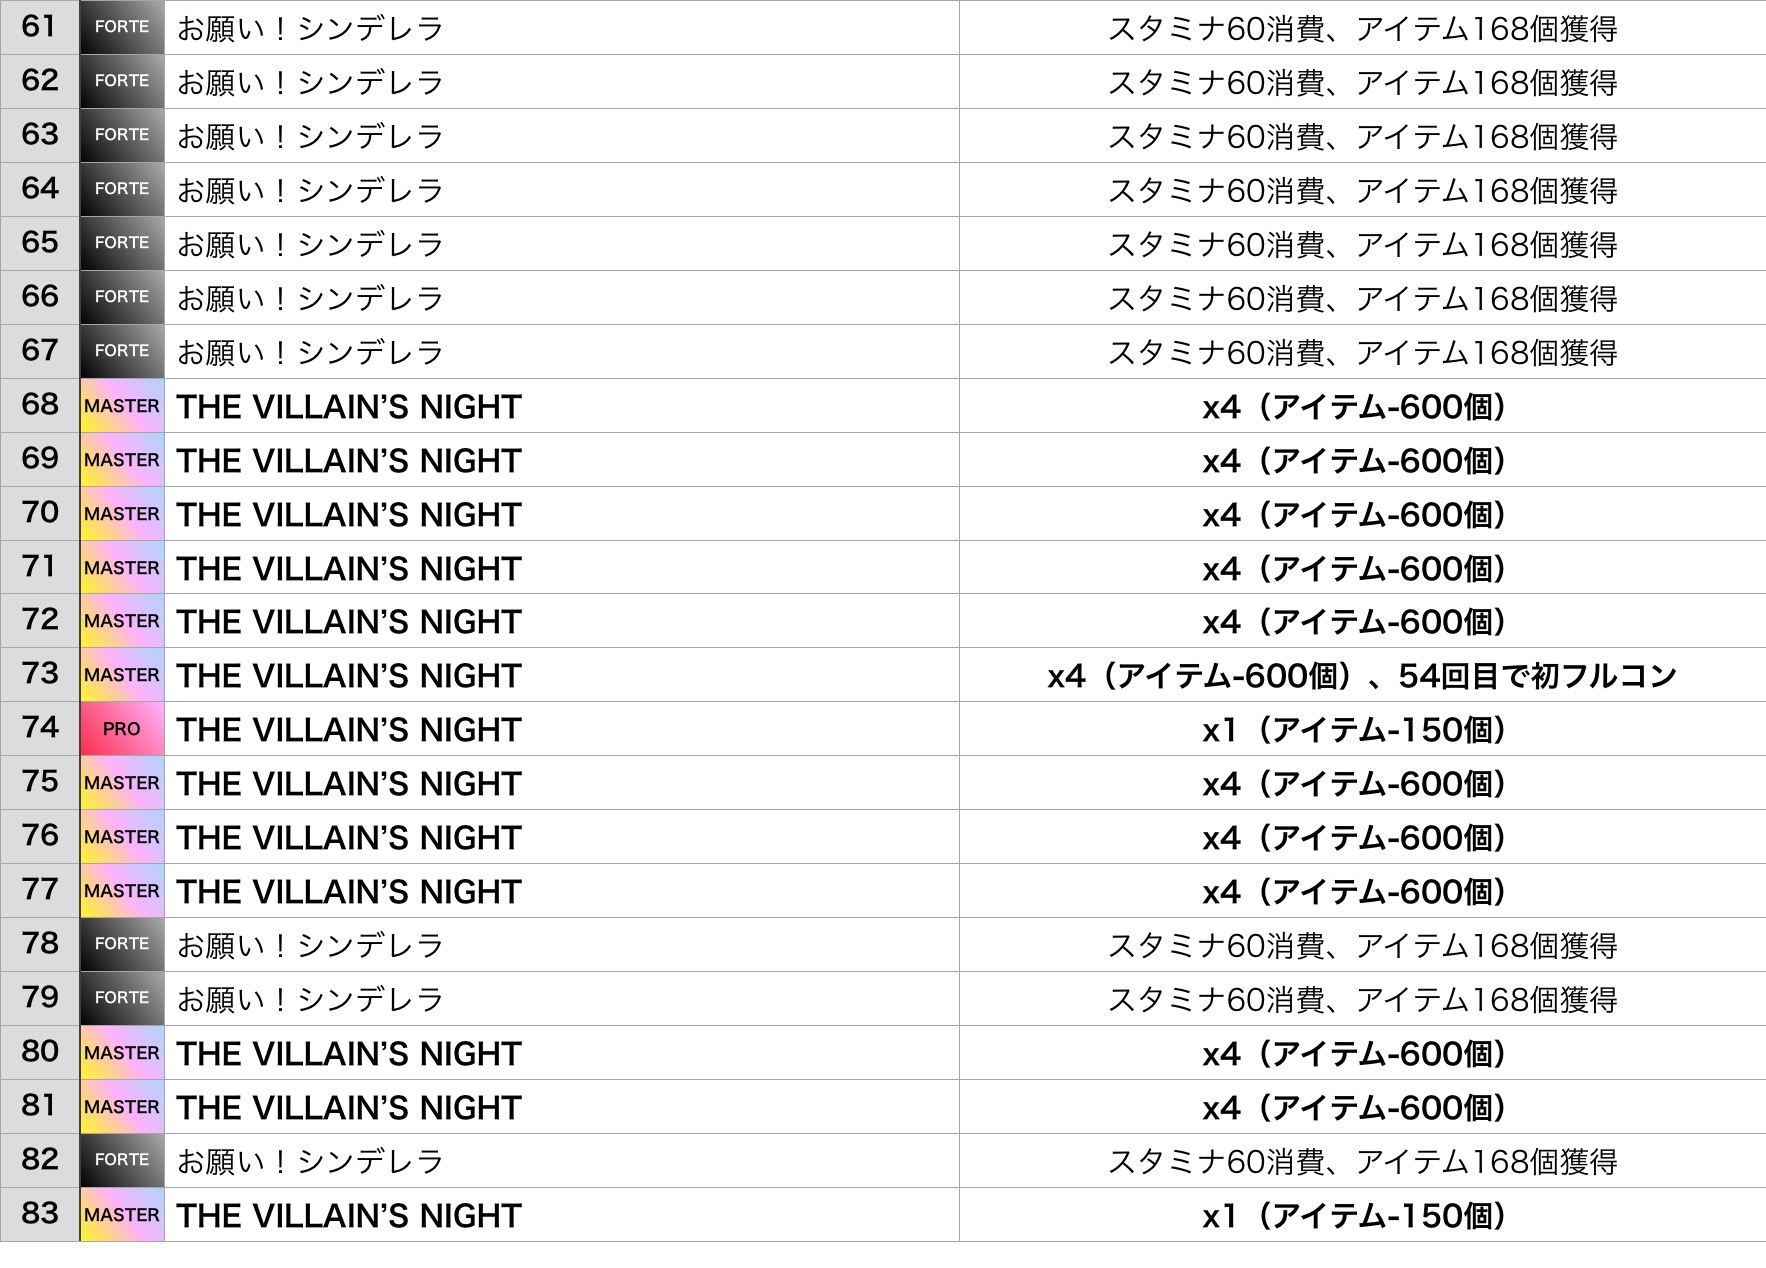 61 FORTE お願い！シンデレラ スタミナ60消費、アイテム168個獲得
62 FORTE お願い！シンデレラ スタミナ60消費、アイテム168個獲得
63 FORTE お願い！シンデレラ スタミナ60消費、アイテム168個獲得
64 FORTE お願い！シンデレラ スタミナ60消費、アイテム168個獲得
65 FORTE お願い！シンデレラ スタミナ60消費、アイテム168個獲得
66 FORTE お願い！シンデレラ スタミナ60消費、アイテム168個獲得
67 FORTE お願い！シンデレラ スタミナ60消費、アイテム168個獲得
68 MASTER THE VILLAIN’S NIGHT x4（アイテム-600個）
69 MASTER THE VILLAIN’S NIGHT x4（アイテム-600個）
70 MASTER THE VILLAIN’S NIGHT x4（アイテム-600個）
71 MASTER THE VILLAIN’S NIGHT x4（アイテム-600個）
72 MASTER THE VILLAIN’S NIGHT x4（アイテム-600個）
73 MASTER THE VILLAIN’S NIGHT x4（アイテム-600個）、54回目で初フルコン
74 PRO THE VILLAIN’S NIGHT x1（アイテム-150個）
75 MASTER THE VILLAIN’S NIGHT x4（アイテム-600個）
76 MASTER THE VILLAIN’S NIGHT x4（アイテム-600個）
77 MASTER THE VILLAIN’S NIGHT x4（アイテム-600個）
78 FORTE お願い！シンデレラ スタミナ60消費、アイテム168個獲得
79 FORTE お願い！シンデレラ スタミナ60消費、アイテム168個獲得
80 MASTER THE VILLAIN’S NIGHT x4（アイテム-600個）
81 MASTER THE VILLAIN’S NIGHT x4（アイテム-600個）
82 FORTE お願い！シンデレラ スタミナ60消費、アイテム168個獲得
83 MASTER THE VILLAIN’S NIGHT x1（アイテム-150個）